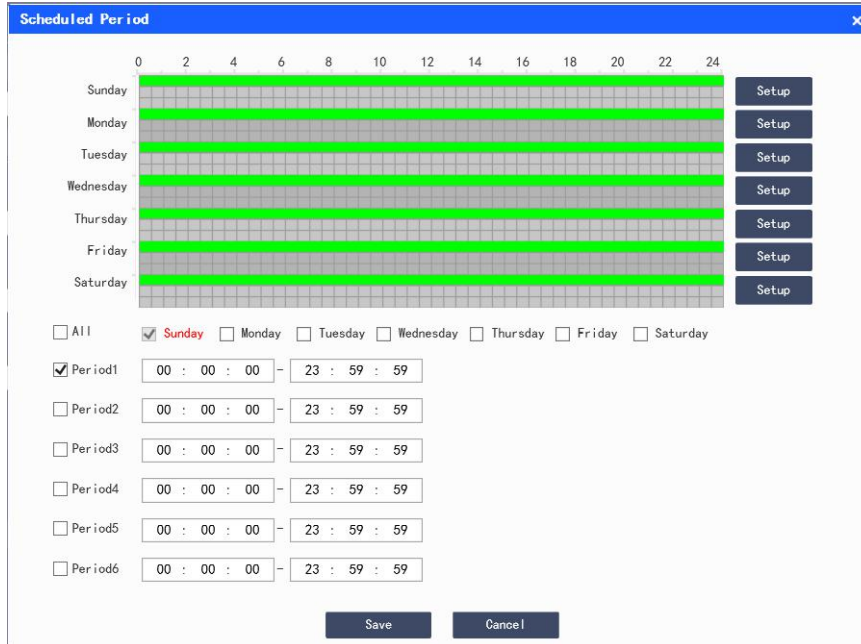 Scheduled Period ×
0 2 4 6 8 10 12 14 16 18 20 22 24
Sunday Setup
Monday Setup
Tuesday Setup
Wednesday Setup
Thursday Setup
Friday Setup
Saturday Setup
All Sunday Monday Tuesday Wednesday Thursday Friday Saturday
Period1 00 : 00 : 00 - 23 : 59 : 59
Period2 00 : 00 : 00 - 23 : 59 : 59
Period3 00 : 00 : 00 - 23 : 59 : 59
Period4 00 : 00 : 00 - 23 : 59 : 59
Period5 00 : 00 : 00 - 23 : 59 : 59
Period6 00 : 00 : 00 - 23 : 59 : 59
Save Cancel